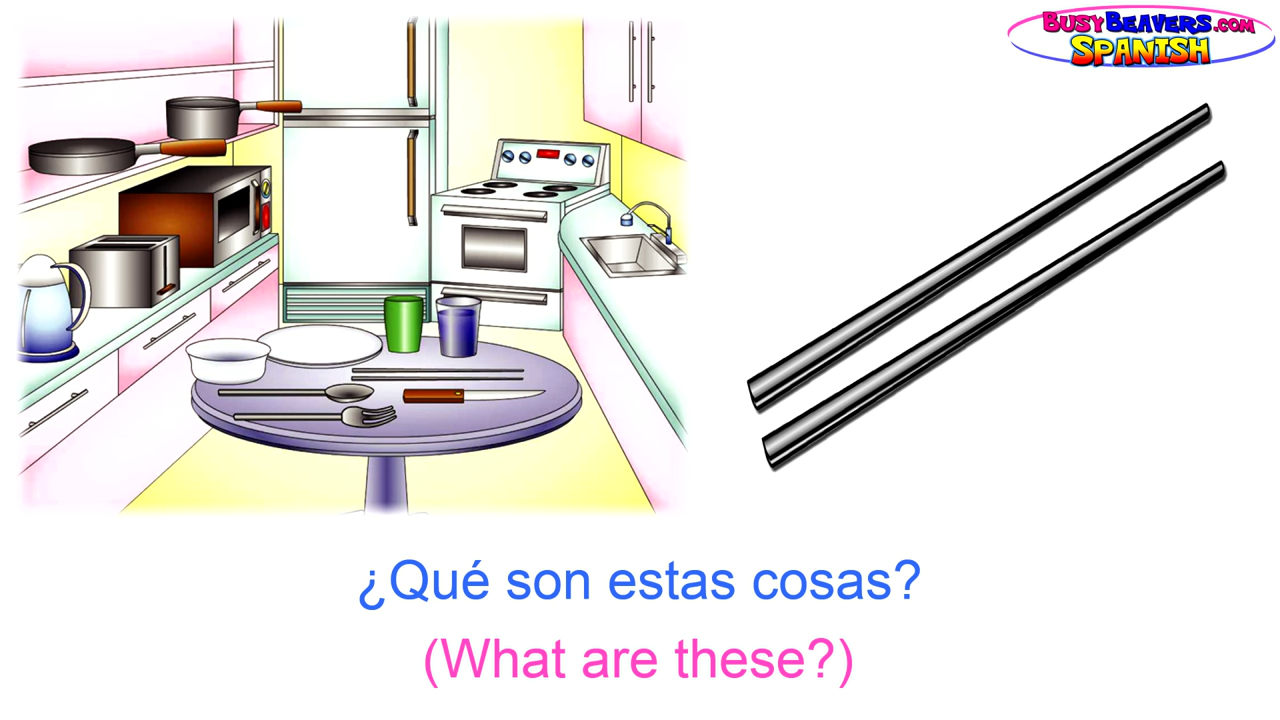 BUSYBEAVERS.COM
SPANISH
¿Qué son estas cosas?
(What are these?)